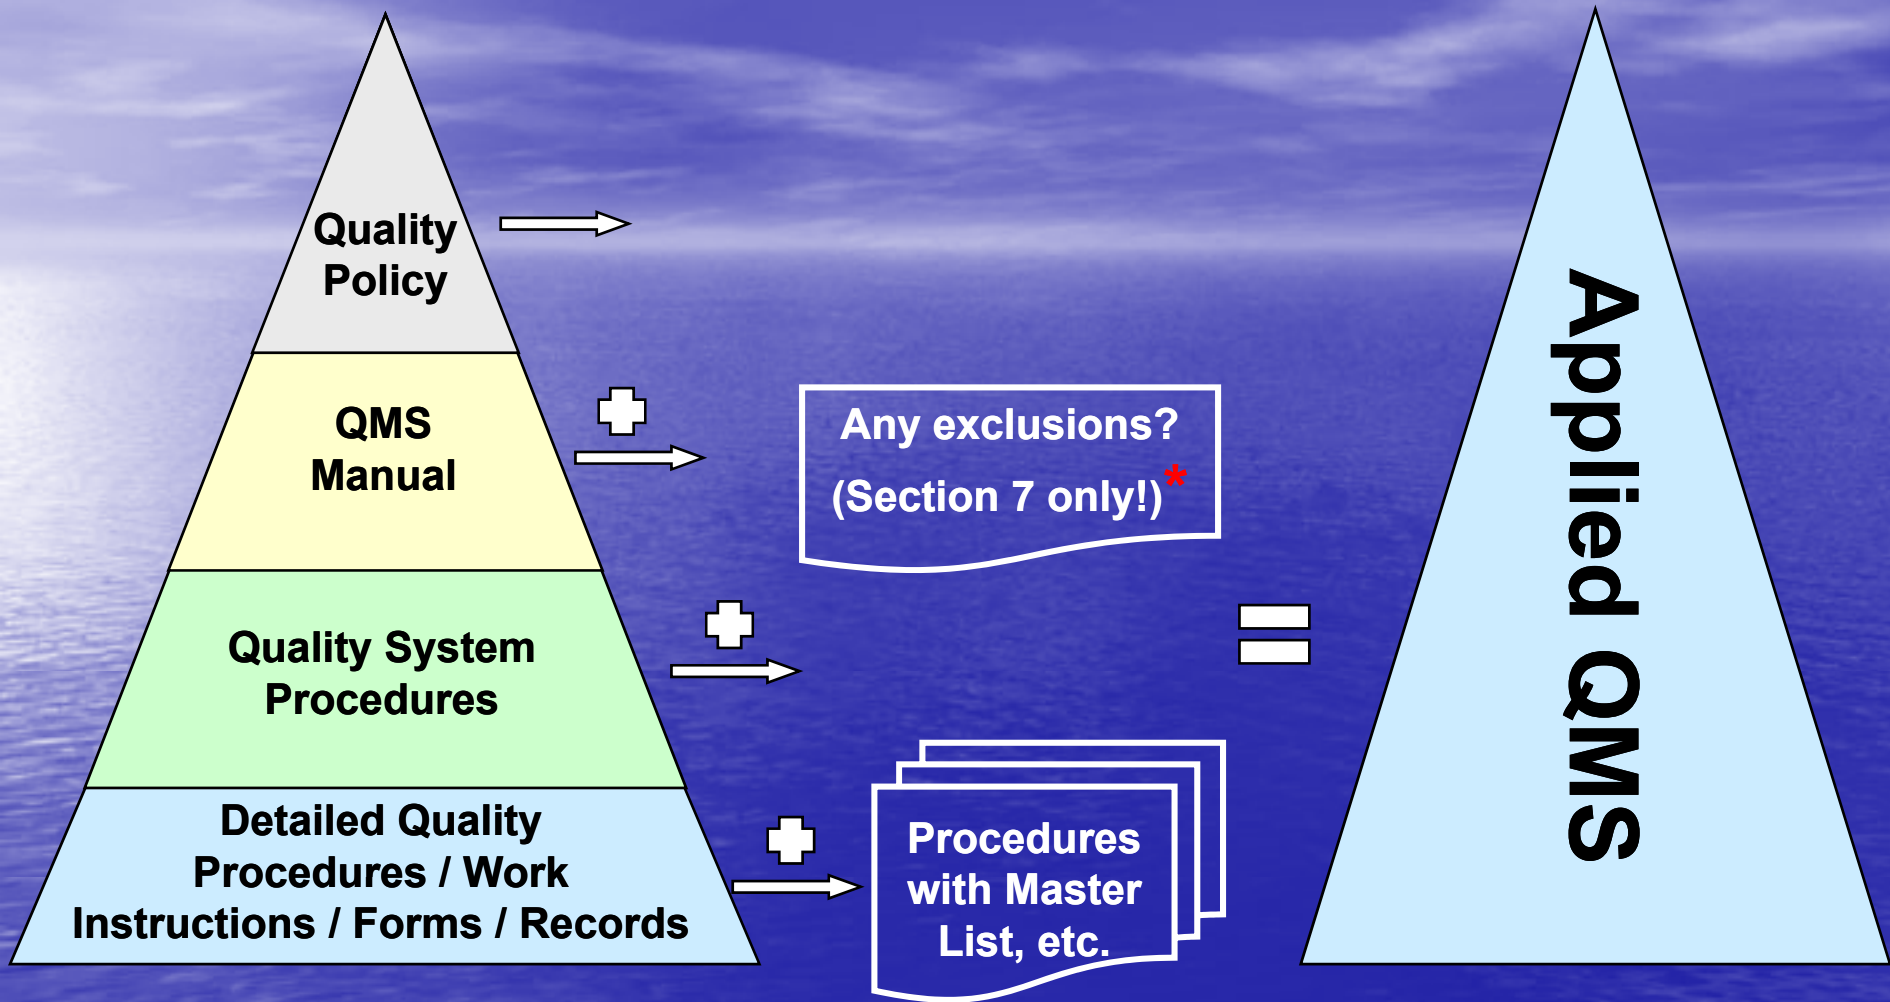 Quality
Policy
QMS
Manual
Any exclusions?
(Section 7 only!)*
Quality System
Procedures
Detailed Quality
Procedures / Work
Instructions / Forms / Records
Procedures
with Master
List, etc.
Applied QMS